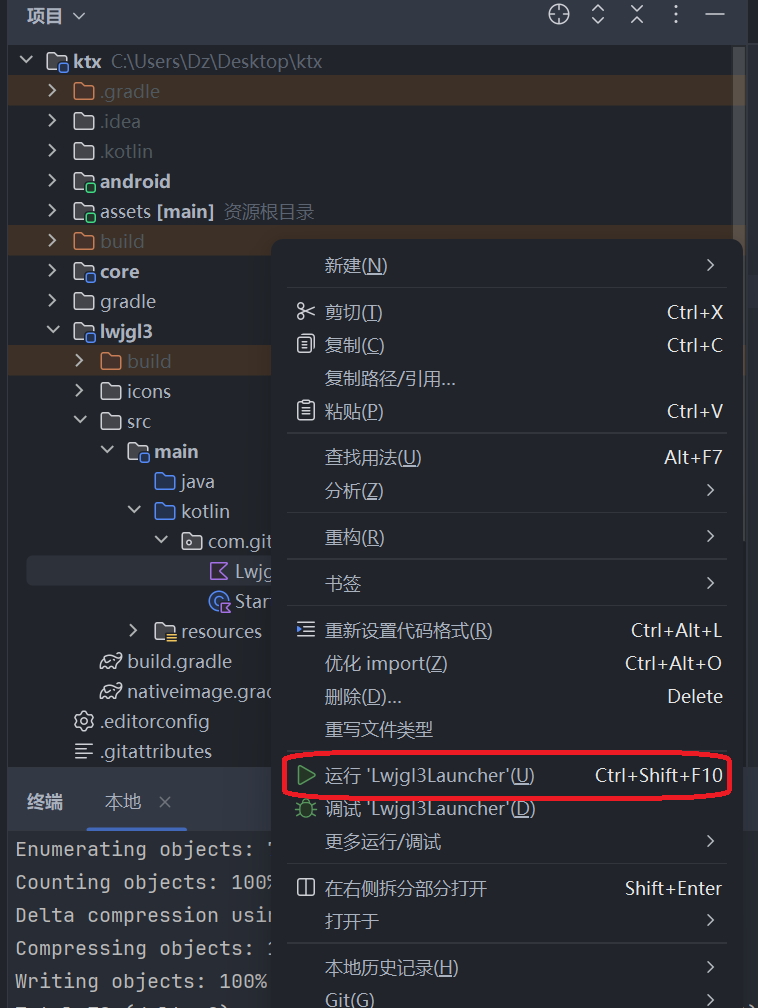 项目
ktx C:\Users\Dz\Desktop\ktx
.gradle
.idea
.kotlin
android
assets [main] 资源根目录
build
core
gradle
lwjgl3
build
icons
src
main
java
kotlin
com.git
Lwjg
Star
resources
build.gradle
nativeimage.grad
.editorconfig
.gitattributes
新建(N)
剪切(T) Ctrl+X
复制(C) Ctrl+C
复制路径/引用...
粘贴(P) Ctrl+V
查找用法(U) Alt+F7
分析(Z)
重构(R)
书签
重新设置代码格式(R) Ctrl+Alt+L
优化 import(Z) Ctrl+Alt+O
删除(D)... Delete
重写文件类型
运行 'Lwjgl3Launcher'(U) Ctrl+Shift+F10
调试 'Lwjgl3Launcher'(D)
更多运行/调试
在右侧拆分部分打开 Shift+Enter
打开于
本地历史记录(H)
Git(G)
终端 本地
Enumerating objects:
Counting objects: 100%
Delta compression usin
Compressing objects:
Writing objects: 100%